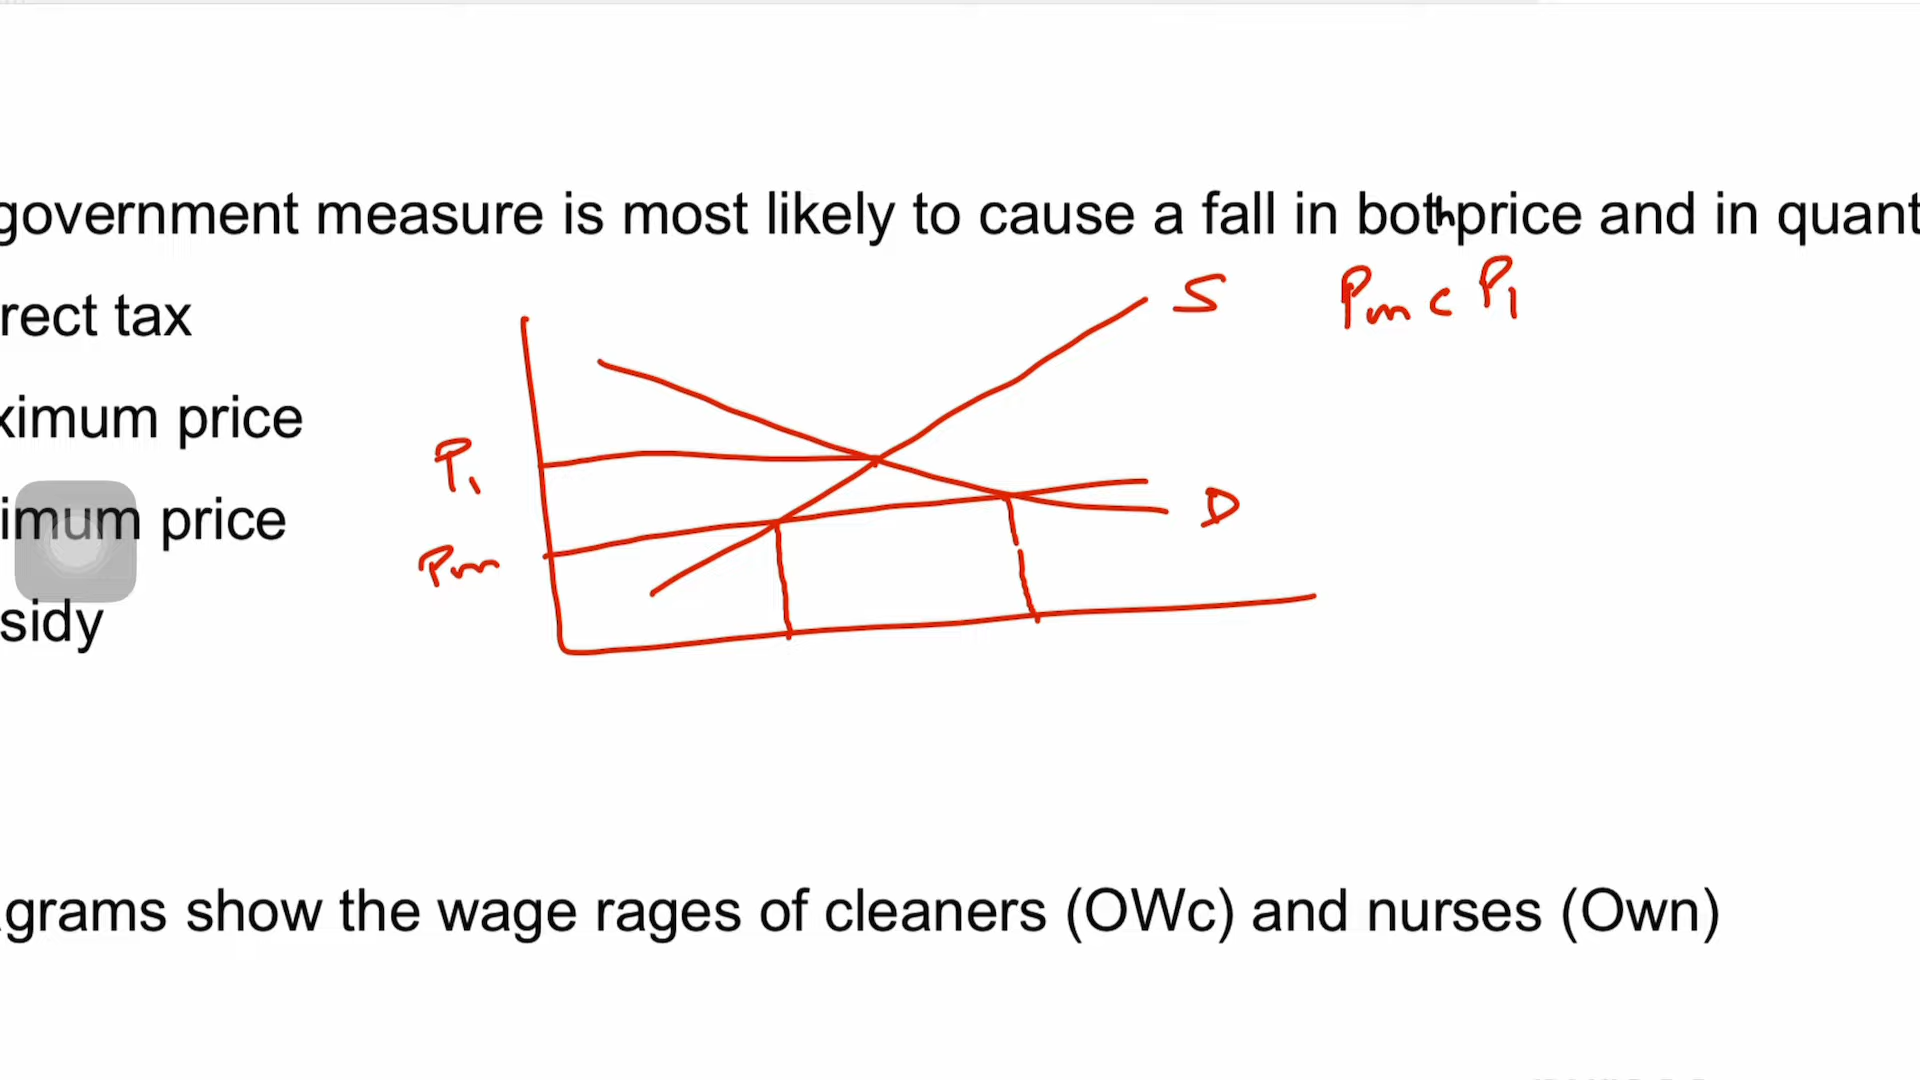 government measure is most likely to cause a fall in both price and in quant
S Pm < P1
rect tax
ximum price
P1
D
imum price
Pm
sidy
grams show the wage rages of cleaners (OWc) and nurses (Own)